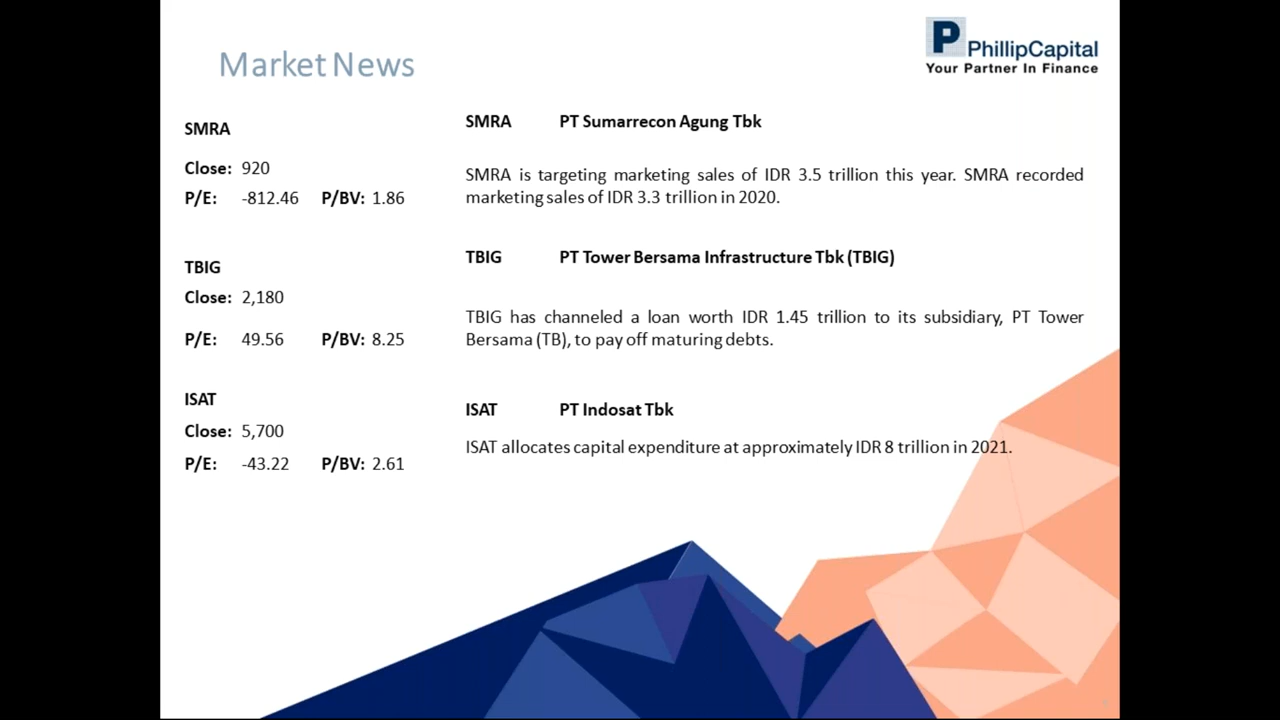 Market News
P PhillipCapital
Your Partner In Finance
SMRA
Close: 920
P/E: -812.46 P/BV: 1.86
TBIG
Close: 2,180
P/E: 49.56 P/BV: 8.25
ISAT
Close: 5,700
P/E: -43.22 P/BV: 2.61
SMRA PT Sumarrecon Agung Tbk
SMRA is targeting marketing sales of IDR 3.5 trillion this year. SMRA recorded
marketing sales of IDR 3.3 trillion in 2020.
TBIG PT Tower Bersama Infrastructure Tbk (TBIG)
TBIG has channeled a loan worth IDR 1.45 trillion to its subsidiary, PT Tower
Bersama (TB), to pay off maturing debts.
ISAT PT Indosat Tbk
ISAT allocates capital expenditure at approximately IDR 8 trillion in 2021.